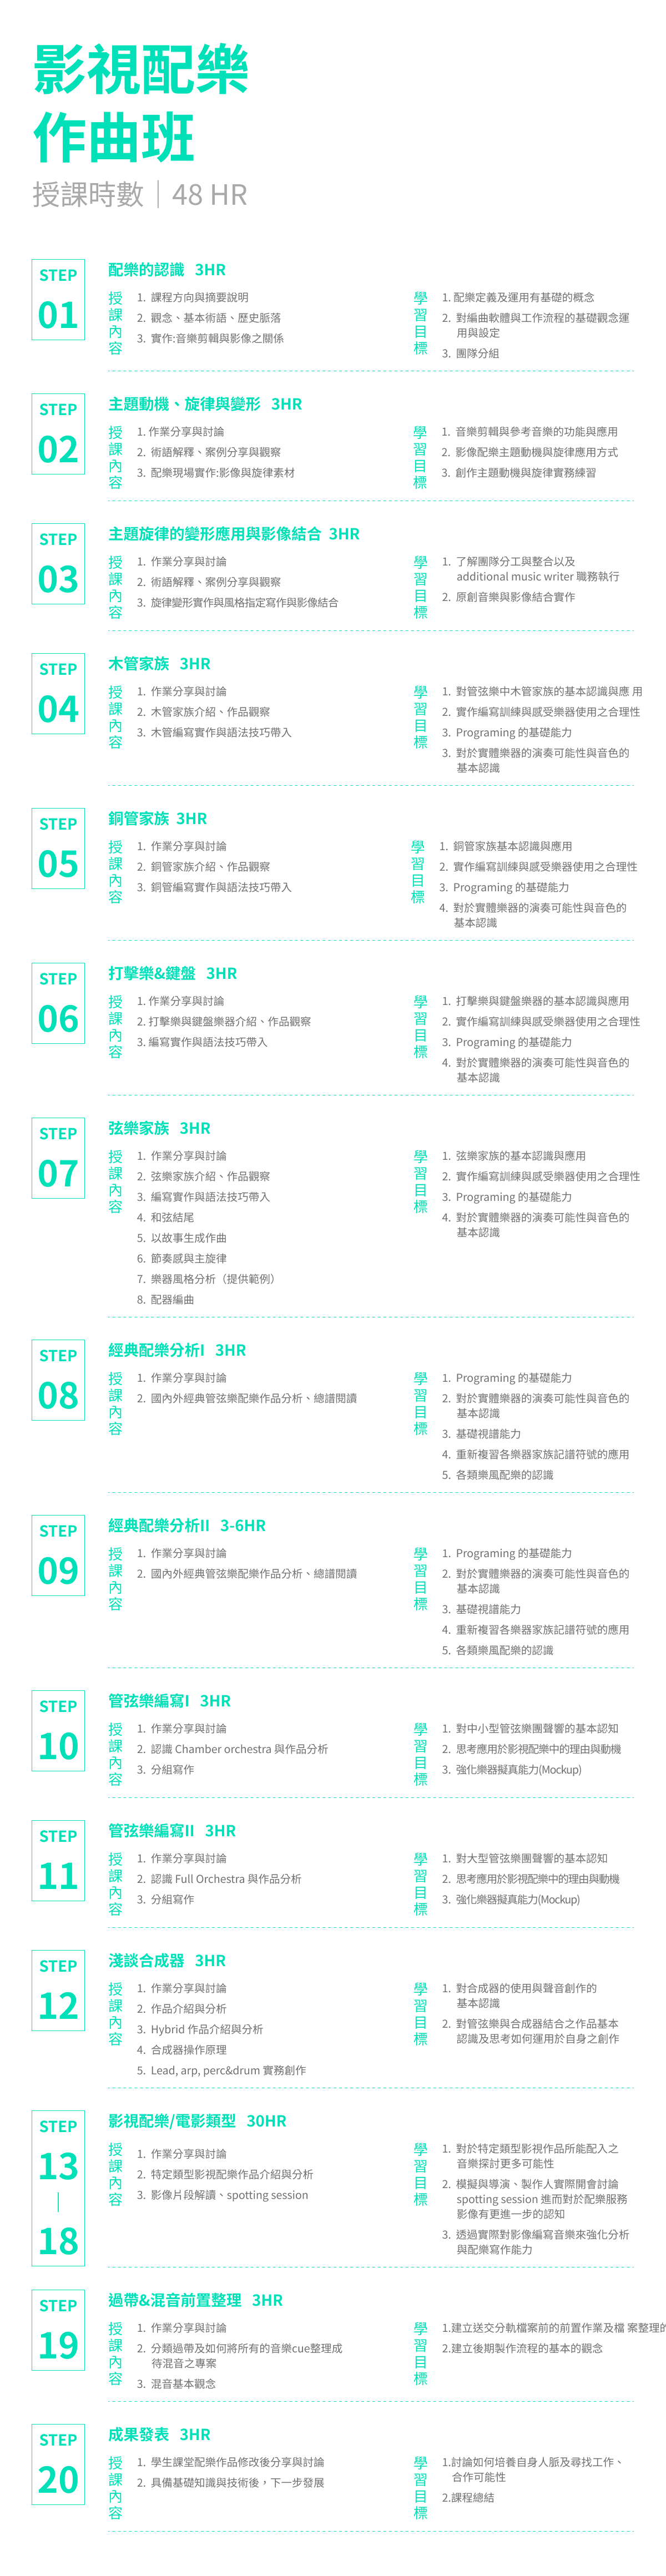 影視配樂
作曲班
授課時數｜48 HR
STEP
01
配樂的認識 3HR
授課內容
1. 課程方向與摘要說明
2. 觀念、基本術語、歷史脈落
3. 實作:音樂剪輯與影像之關係
學習目標
1. 配樂定義及運用有基礎的概念
2. 對編曲軟體與工作流程的基礎觀念運
用與設定
3. 團隊分組
STEP
02
主題動機、旋律與變形 3HR
授課內容
1. 作業分享與討論
2. 術語解釋、案例分享與觀察
3. 配樂現場實作:影像與旋律素材
學習目標
1. 音樂剪輯與參考音樂的功能與應用
2. 影像配樂主題動機與旋律應用方式
3. 創作主題動機與旋律實務練習
STEP
03
主題旋律的變形應用與影像結合 3HR
授課內容
1. 作業分享與討論
2. 術語解釋、案例分享與觀察
3. 旋律變形實作與風格指定寫作與影像結合
學習目標
1. 了解團隊分工與整合以及
additional music writer 職務執行
2. 原創音樂與影像結合實作
STEP
04
木管家族 3HR
授課內容
1. 作業分享與討論
2. 木管家族介紹、作品觀察
3. 木管編寫實作與語法技巧帶入
學習目標
1. 對管弦樂中木管家族的基本認識與應 用
2. 實作編寫訓練與感受樂器使用之合理性
3. Programing 的基礎能力
3. 對於實體樂器的演奏可能性與音色的
基本認識
STEP
05
銅管家族 3HR
授課內容
1. 作業分享與討論
2. 銅管家族介紹、作品觀察
3. 銅管編寫實作與語法技巧帶入
學習目標
1. 銅管家族基本認識與應用
2. 實作編寫訓練與感受樂器使用之合理性
3. Programing 的基礎能力
4. 對於實體樂器的演奏可能性與音色的
基本認識
STEP
06
打擊樂&鍵盤 3HR
授課內容
1. 作業分享與討論
2. 打擊樂與鍵盤樂器介紹、作品觀察
3. 編寫實作與語法技巧帶入
學習目標
1. 打擊樂與鍵盤樂器的基本認識與應用
2. 實作編寫訓練與感受樂器使用之合理性
3. Programing 的基礎能力
4. 對於實體樂器的演奏可能性與音色的
基本認識
STEP
07
弦樂家族 3HR
授課內容
1. 作業分享與討論
2. 弦樂家族介紹、作品觀察
3. 編寫實作與語法技巧帶入
4. 和弦結尾
5. 以故事生成作曲
6. 節奏感與主旋律
7. 樂器風格分析（提供範例）
8. 配器編曲
學習目標
1. 弦樂家族的基本認識與應用
2. 實作編寫訓練與感受樂器使用之合理性
3. Programing 的基礎能力
4. 對於實體樂器的演奏可能性與音色的
基本認識
STEP
08
經典配樂分析I 3HR
授課內容
1. 作業分享與討論
2. 國內外經典管弦樂配樂作品分析、總譜閱讀
學習目標
1. Programing 的基礎能力
2. 對於實體樂器的演奏可能性與音色的
基本認識
3. 基礎視譜能力
4. 重新複習各樂器家族記譜符號的應用
5. 各類樂風配樂的認識
STEP
09
經典配樂分析II 3-6HR
授課內容
1. 作業分享與討論
2. 國內外經典管弦樂配樂作品分析、總譜閱讀
學習目標
1. Programing 的基礎能力
2. 對於實體樂器的演奏可能性與音色的
基本認識
3. 基礎視譜能力
4. 重新複習各樂器家族記譜符號的應用
5. 各類樂風配樂的認識
STEP
10
管弦樂編寫I 3HR
授課內容
1. 作業分享與討論
2. 認識 Chamber orchestra 與作品分析
3. 分組寫作
學習目標
1. 對中小型管弦樂團聲響的基本認知
2. 思考應用於影視配樂中的理由與動機
3. 強化樂器擬真能力(Mockup)
STEP
11
管弦樂編寫II 3HR
授課內容
1. 作業分享與討論
2. 認識 Full Orchestra 與作品分析
3. 分組寫作
學習目標
1. 對大型管弦樂團聲響的基本認知
2. 思考應用於影視配樂中的理由與動機
3. 強化樂器擬真能力(Mockup)
STEP
12
淺談合成器 3HR
授課內容
1. 作業分享與討論
2. 作品介紹與分析
3. Hybrid 作品介紹與分析
4. 合成器操作原理
5. Lead, arp, perc&drum 實務創作
學習目標
1. 對合成器的使用與聲音創作的
基本認識
2. 對管弦樂與合成器結合之作品基本
認識及思考如何運用於自身之創作
STEP
13
｜
18
影視配樂/電影類型 30HR
授課內容
1. 作業分享與討論
2. 特定類型影視配樂作品介紹與分析
3. 影像片段解讀、spotting session
學習目標
1. 對於特定類型影視作品所能配入之
音樂探討更多可能性
2. 模擬與導演、製作人實際開會討論
spotting session 進而對於配樂服務
影像有更進一步的認知
3. 透過實際對影像編寫音樂來強化分析
與配樂寫作能力
STEP
19
過帶&混音前置整理 3HR
授課內容
1. 作業分享與討論
2. 分類過帶及如何將所有的音樂cue整理成
待混音之專案
3. 混音基本觀念
學習目標
1.建立送交分軌檔案前的前置作業及檔 案整理
2.建立後期製作流程的基本的觀念
STEP
20
成果發表 3HR
授課內容
1. 學生課堂配樂作品修改後分享與討論
2. 具備基礎知識與技術後，下一步發展
學習目標
1.討論如何培養自身人脈及尋找工作、
合作可能性
2.課程總結